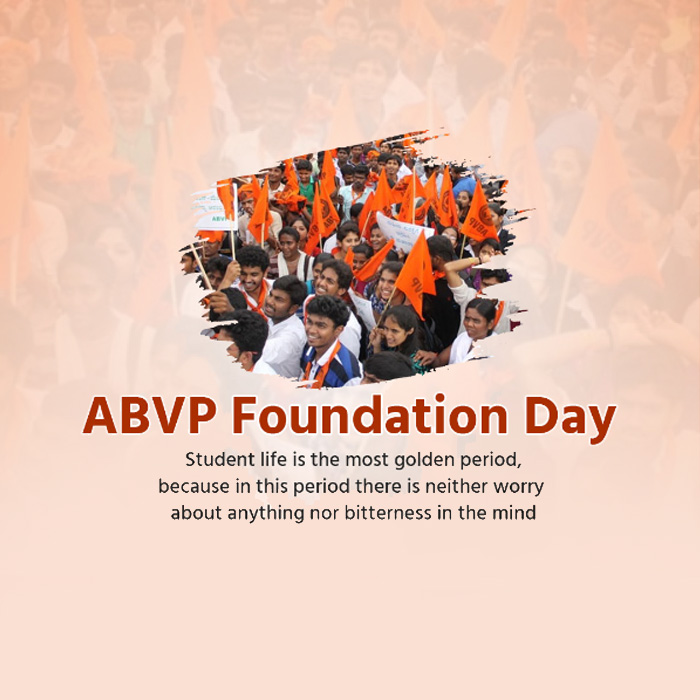 ABVP
ABVP Foundation Day
Student life is the most golden period,
because in this period there is neither worry
about anything nor bitterness in the mind